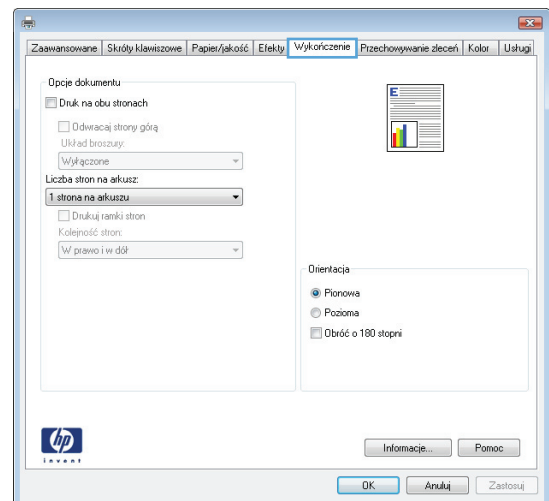 Zaawansowane Skróty klawiszowe Papier/jakość Efekty Wykończenie Przechowywanie zleceń Kolor Usługi
Opcje dokumentu
Druk na obu stronach
Odwracaj strony górą
Układ broszury:
Wyłączone
Liczba stron na arkusz:
1 strona na arkuszu
Drukuj ramki stron
Kolejność stron:
W prawo i w dół
E
Orientacja
Pionowa
Pozioma
Obróć o 180 stopni
hp
invent
Informacje... Pomoc
OK Anuluj Zastosuj